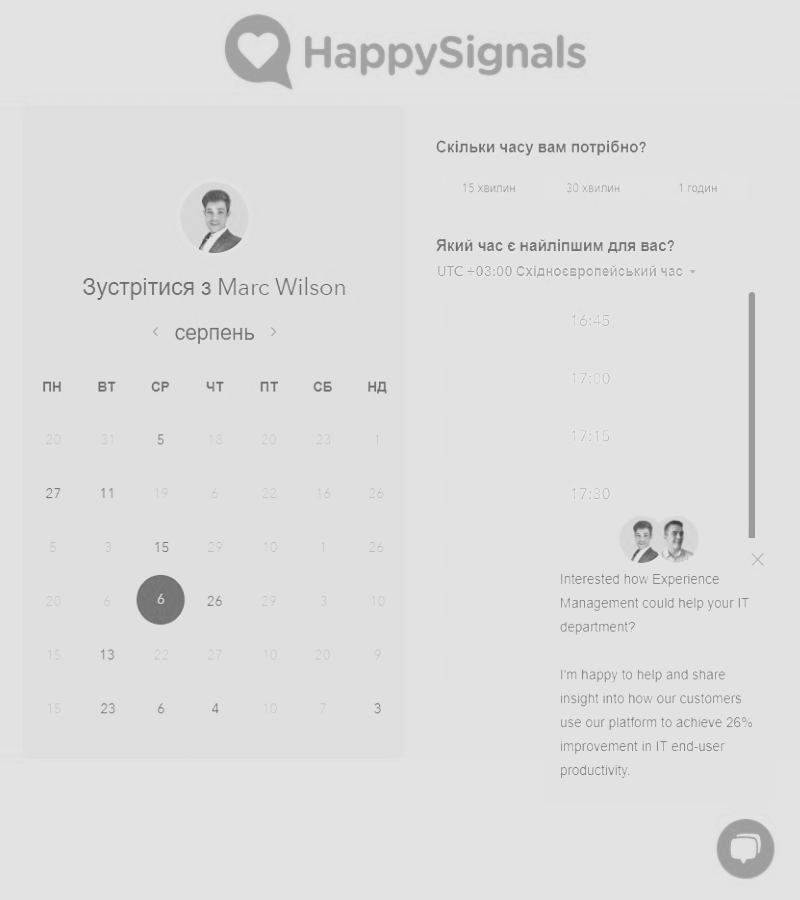 HappySignals
Зустрітися з Marc Wilson
серпень
ПН ВТ СР ЧТ ПТ СБ НД
20 31 5 18 20 23 1
27 11 19 6 22 16 26
5 3 15 29 10 1 26
20 6 6 26 29 3 10
15 13 22 27 10 20 9
15 23 6 4 10 7 3
Скільки часу вам потрібно?
15 хвилин 30 хвилин 1 годин
Який час є найліпшим для вас?
UTC +03:00 Східноєвропейський час
16:45
17:00
17:15
17:30
Interested how Experience
Management could help your IT
department?
I'm happy to help and share
insight into how our customers
use our platform to achieve 26%
improvement in IT end-user
productivity.